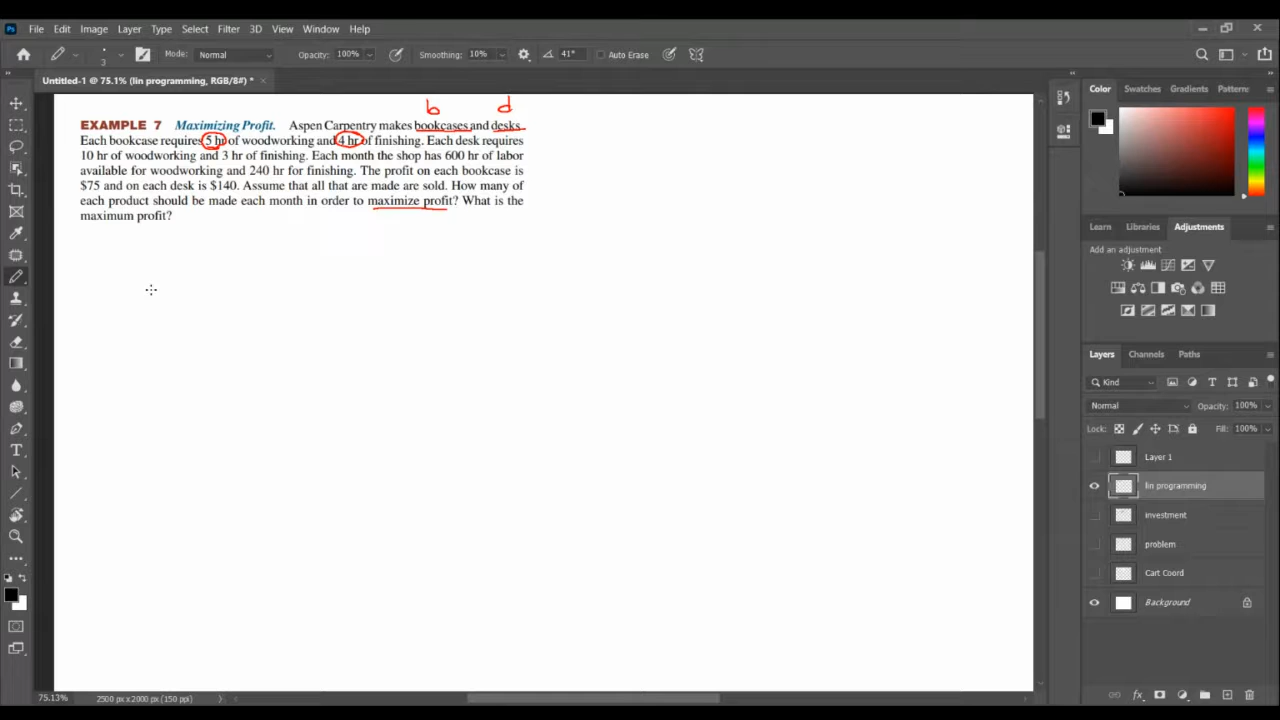 Ps File Edit Image Layer Type Select Filter 3D View Window Help
3 Mode: Normal Opacity: 100% Smoothing: 10% 41° Auto Erase
Untitled-1 @ 75.1% (lin programming, RGB/8#) * ×
b d
EXAMPLE 7 Maximizing Profit. Aspen Carpentry makes bookcases and desks.
Each bookcase requires 5 hr of woodworking and 4 hr of finishing. Each desk requires
10 hr of woodworking and 3 hr of finishing. Each month the shop has 600 hr of labor
available for woodworking and 240 hr for finishing. The profit on each bookcase is
$75 and on each desk is $140. Assume that all that are made are sold. How many of
each product should be made each month in order to maximize profit? What is the
maximum profit?
Color Swatches Gradients Patterns
Learn Libraries Adjustments
Add an adjustment
Layers Channels Paths
Kind
Normal Opacity: 100%
Lock: Fill: 100%
Layer 1
lin programming
investment
problem
Cart Coord
Background
75.13% 2500 px x 2000 px (150 ppi)
fx